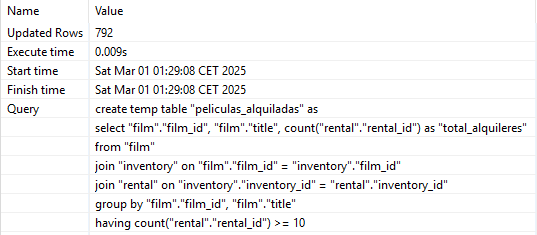 Name Value
Updated Rows 792
Execute time 0.009s
Start time Sat Mar 01 01:29:08 CET 2025
Finish time Sat Mar 01 01:29:08 CET 2025
Query create temp table "peliculas_alquiladas" as
select "film"."film_id", "film"."title", count("rental"."rental_id") as "total_alquileres"
from "film"
join "inventory" on "film"."film_id" = "inventory"."film_id"
join "rental" on "inventory"."inventory_id" = "rental"."inventory_id"
group by "film"."film_id", "film"."title"
having count("rental"."rental_id") >= 10